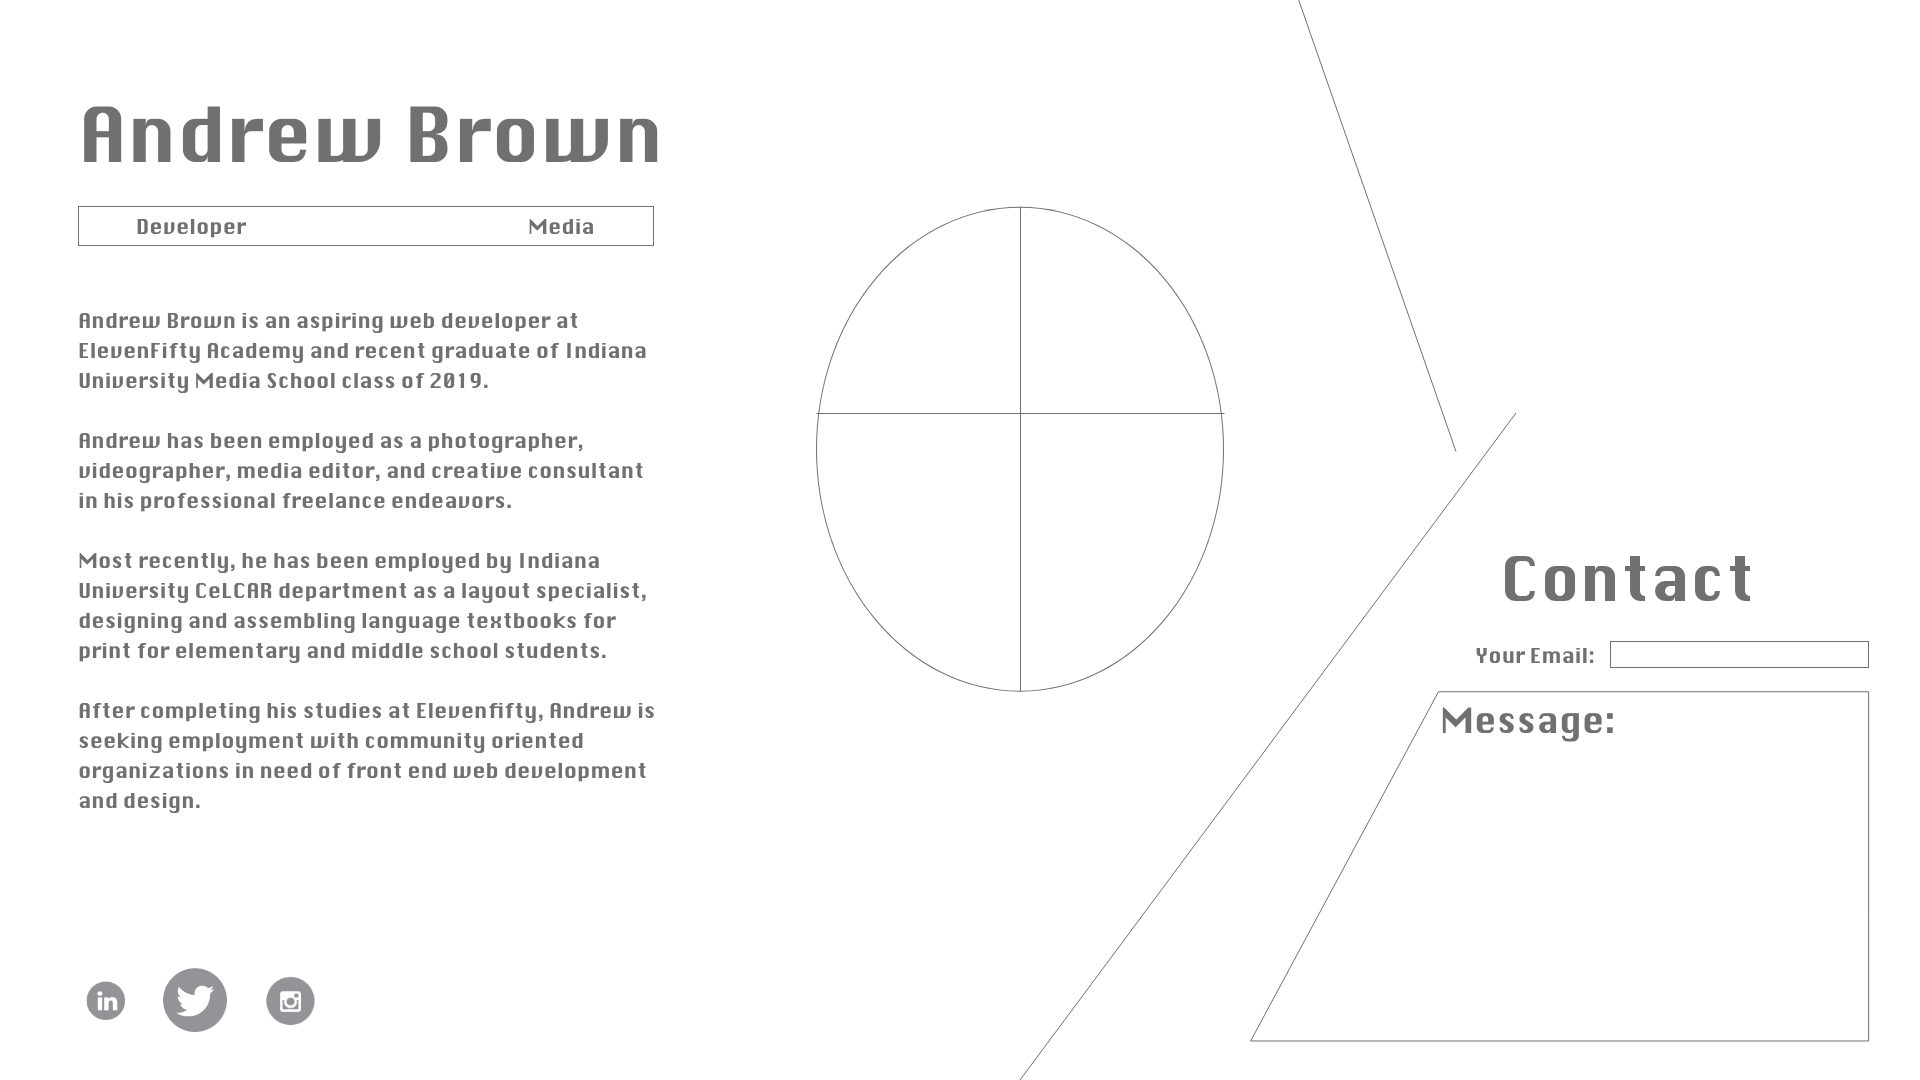 Andrew Brown
Developer
Media
Andrew Brown is an aspiring web developer at
ElevenFifty Academy and recent graduate of Indiana
University Media School class of 2019.
Andrew has been employed as a photographer,
videographer, media editor, and creative consultant
in his professional freelance endeavors.
Most recently, he has been employed by Indiana
University CeLCAR department as a layout specialist,
designing and assembling language textbooks for
print for elementary and middle school students.
After completing his studies at Elevenfifty, Andrew is
seeking employment with community oriented
organizations in need of front end web development
and design.
in
Contact
Your Email:
Message: